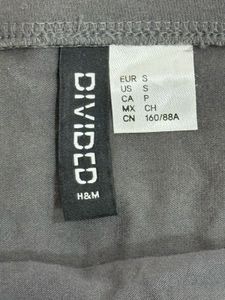 DIVIDED
H&M
EUR S
US S
CA P
MX CH
CN 160/88A